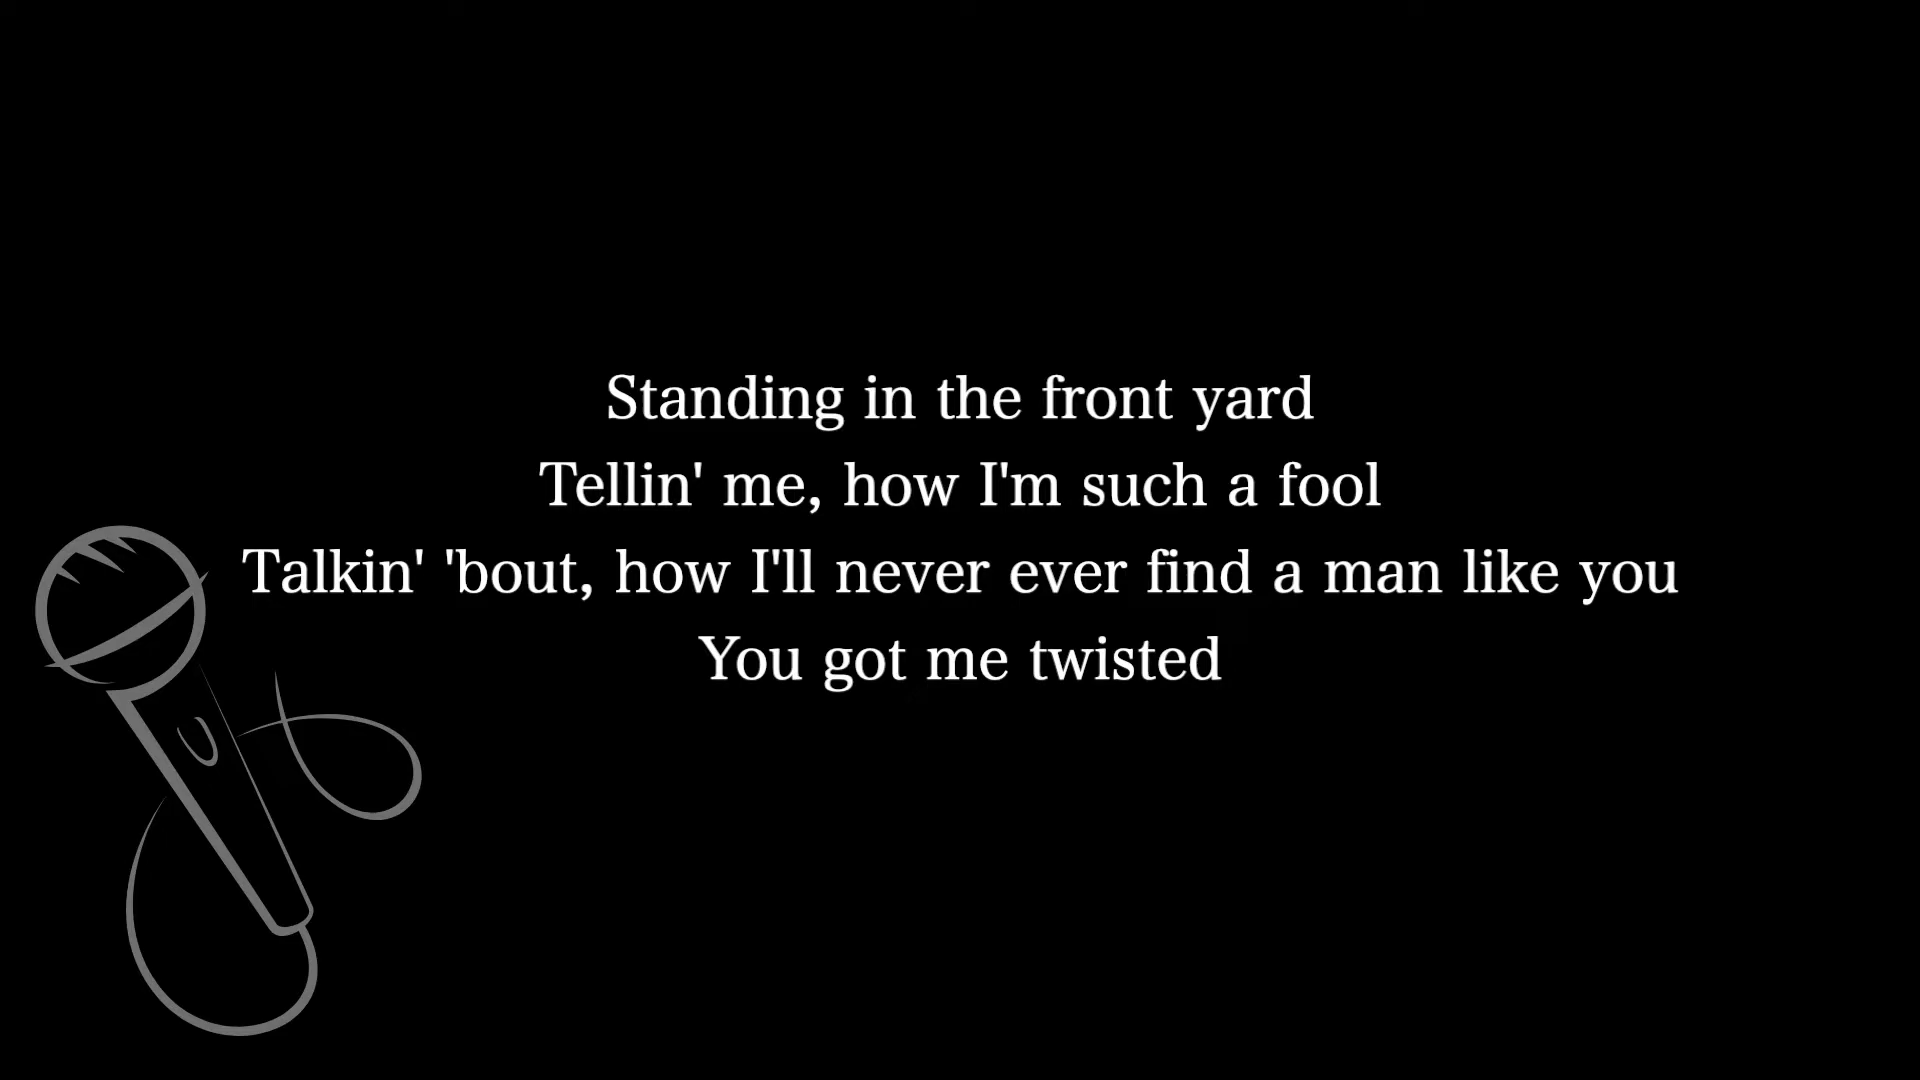 Standing in the front yard
Tellin' me, how I'm such a fool
Talkin' 'bout, how I'll never ever find a man like you
You got me twisted